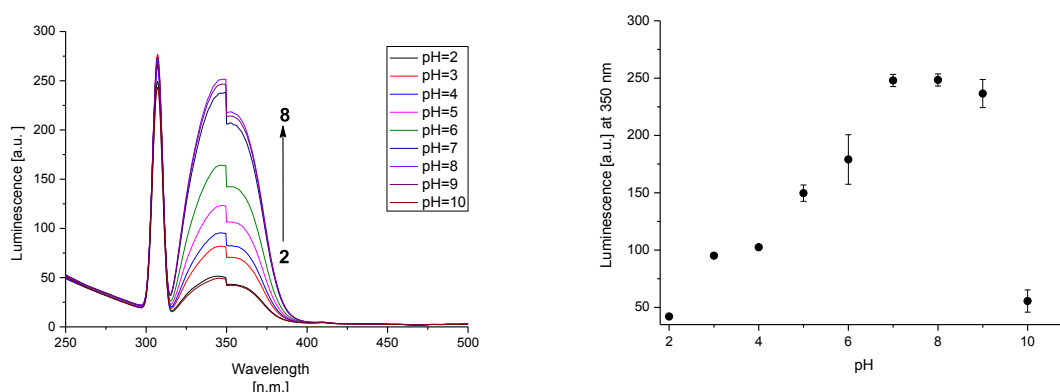 300
250
200
150
100
50
0
250
300
350
400
450
500
Luminescence [a.u. ]
Wavelength
[n.m.]
pH=2
pH=3
pH=4
pH=5
pH=6
pH=7
pH=8
pH=9
pH=10
8
2
300
250
200
150
100
50
2
4
6
8
10
Luminescence [a.u.] at 350 nm
pH